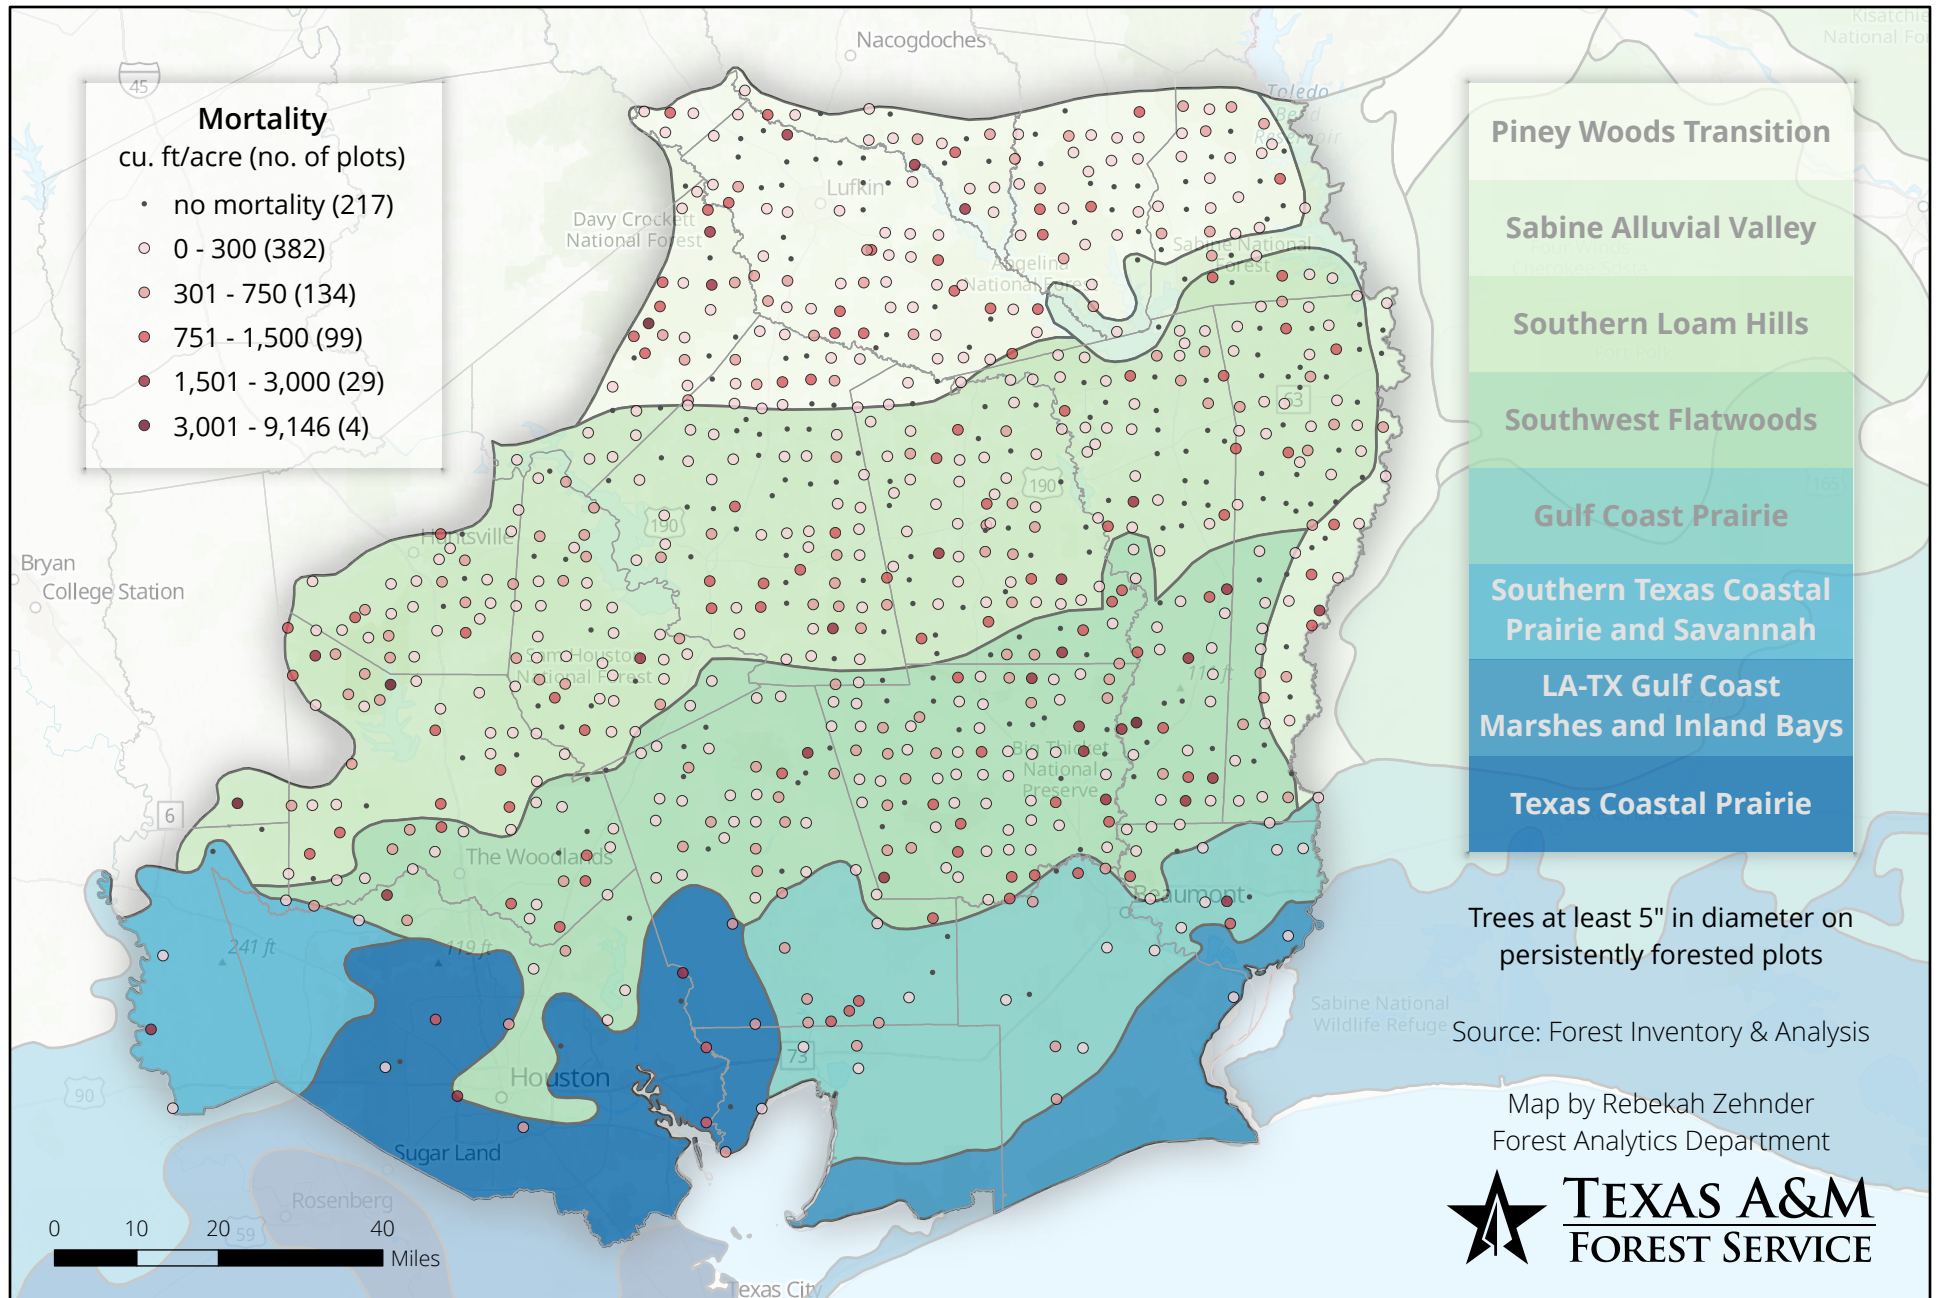 Kisatchie
National For
Nacogdoches
45
Toledo
Bend
Reservoir
Mortality
cu. ft/acre (no. of plots)
no mortality (217)
0 - 300 (382)
301 - 750 (134)
751 - 1,500 (99)
1,501 - 3,000 (29)
3,001 - 9,146 (4)
Piney Woods Transition
Sabine Alluvial Valley
Southern Loam Hills
Southwest Flatwoods
Gulf Coast Prairie
Southern Texas Coastal
Prairie and Savannah
LA-TX Gulf Coast
Marshes and Inland Bays
Texas Coastal Prairie
Lufkin
Davy Crockett
National Forest
Sabine National
Forest
Angelina
National Forest
63
190
190
165
Huntsville
Bryan
College Station
Sam Houston
National Forest
111 ft
Big Thicket
National
Preserve
6
The Woodlands
Beaumont
241 ft
119 ft
Trees at least 5" in diameter on
persistently forested plots
Sabine National
Wildlife Refuge
Source: Forest Inventory & Analysis
73
Houston
90
Map by Rebekah Zehnder
Forest Analytics Department
Sugar Land
Rosenberg
59
0 10 20 40
Miles
Texas City
TEXAS A&M
FOREST SERVICE